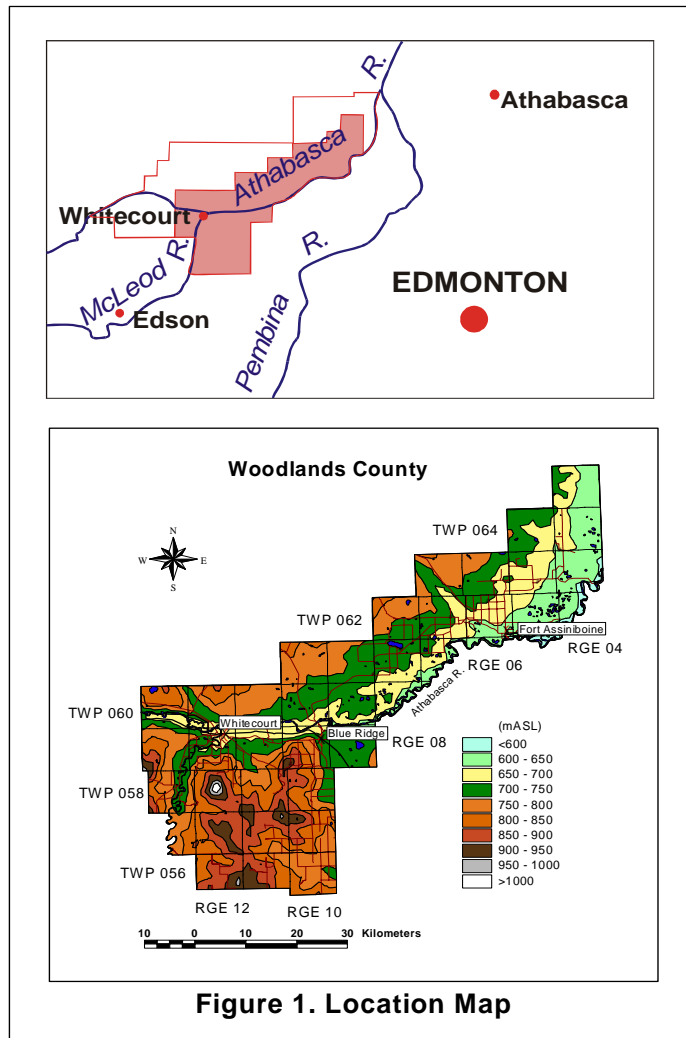 R.
Athabasca
Athabasca
Whitecourt
R.
R.
McLeod
Edson
Pembina
EDMONTON
Woodlands County
N
W E
S
TWP 064
TWP 062
Fort Assiniboine
RGE 04
RGE 06
Athabasca R.
TWP 060
Whitecourt
Blue Ridge
RGE 08
(mASL)
<600
600 - 650
650 - 700
700 - 750
750 - 800
800 - 850
850 - 900
900 - 950
950 - 1000
>1000
TWP 058
TWP 056
RGE 12
RGE 10
10 0 10 20 30 Kilometers
Figure 1. Location Map